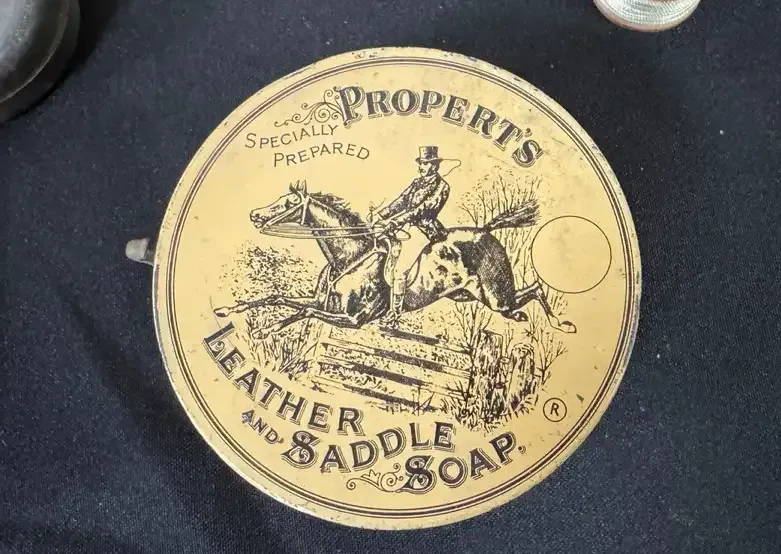 PROPERT'S
SPECIALLY
PREPARED
LEATHER
AND SADDLE
SOAP.
®